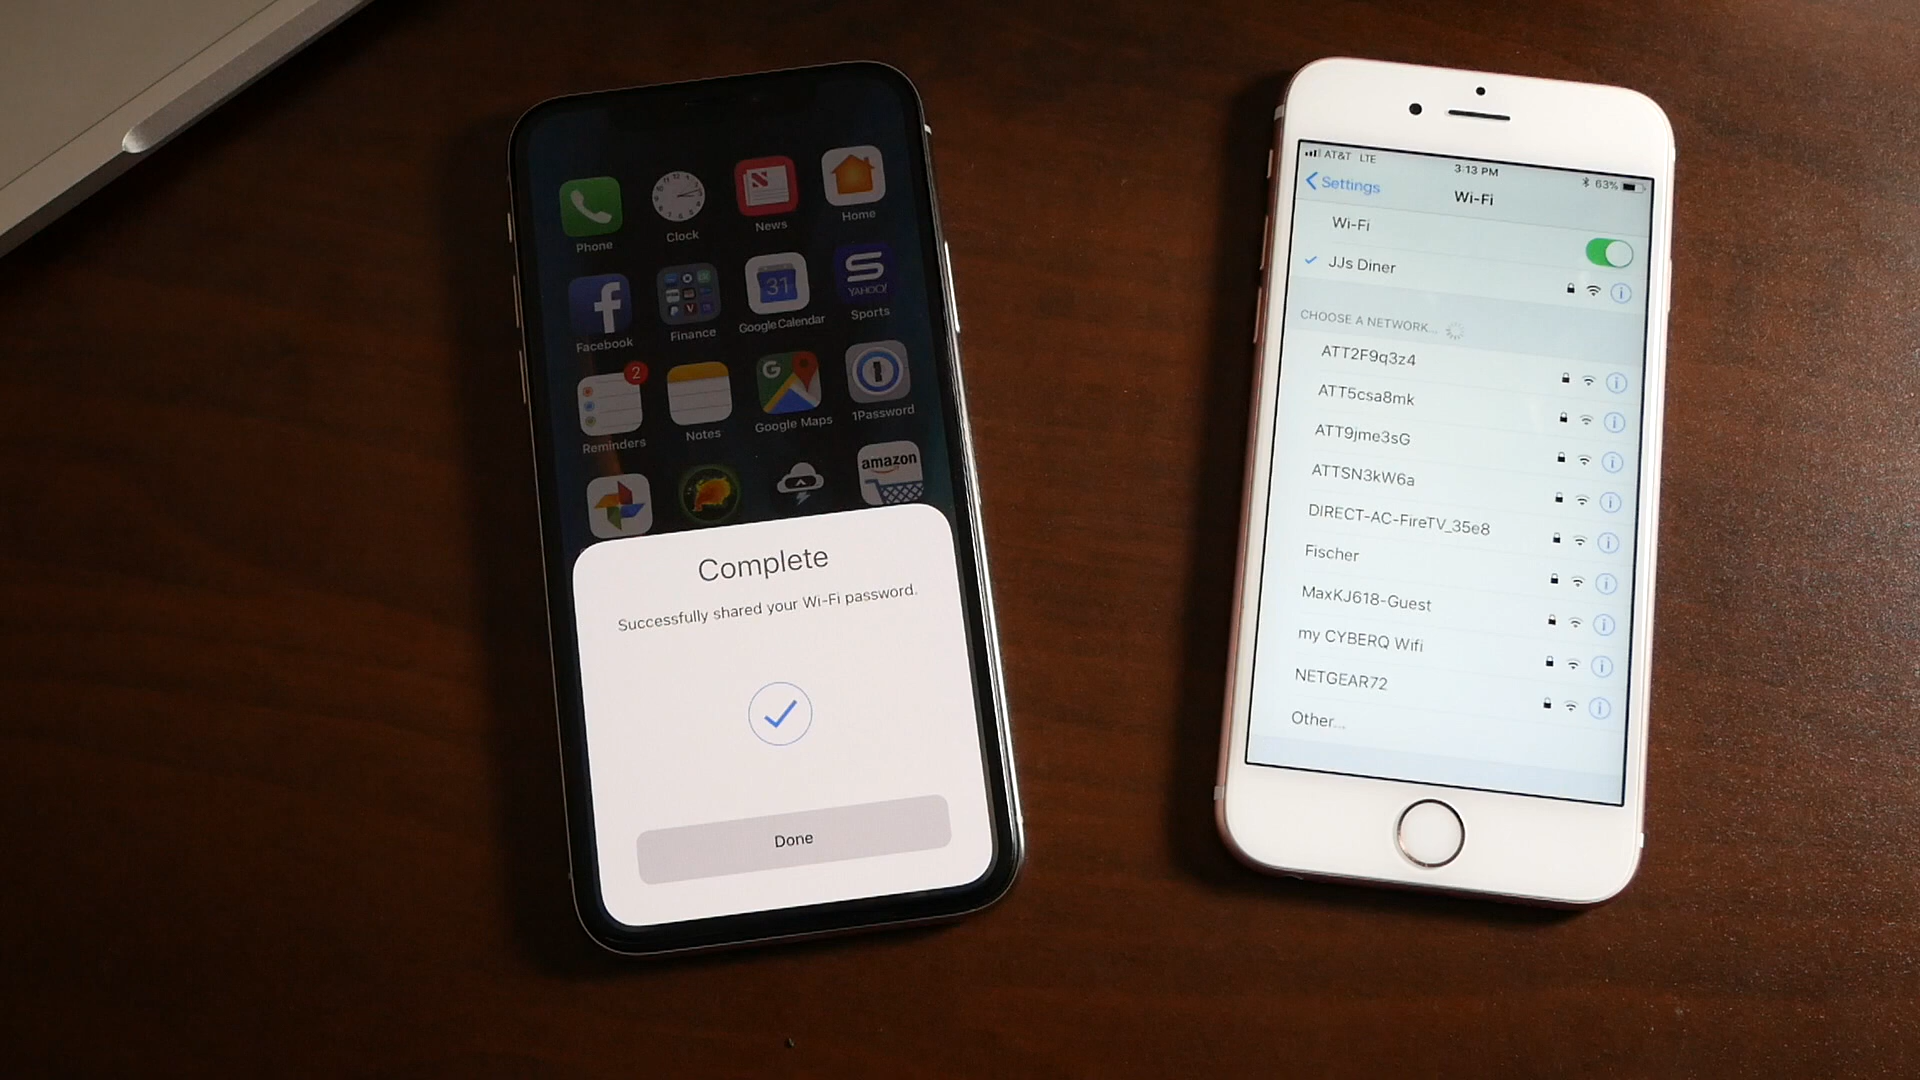 Phone
Clock
News
Home
Facebook
Finance
31
Google Calendar
YAHOO!
Sports
2
Reminders
Notes
G
Google Maps
1Password
amazon
Complete
Successfully shared your Wi-Fi password.
Done
AT&T LTE
3:13 PM
63%
Settings
Wi-Fi
Wi-Fi
JJs Diner
CHOOSE A NETWORK...
ATT2F9q3z4
ATT5csa8mk
ATT9jme3sG
ATTSN3kW6a
DIRECT-AC-FireTV_35e8
Fischer
MaxKJ618-Guest
my CYBERQ Wifi
NETGEAR72
Other...